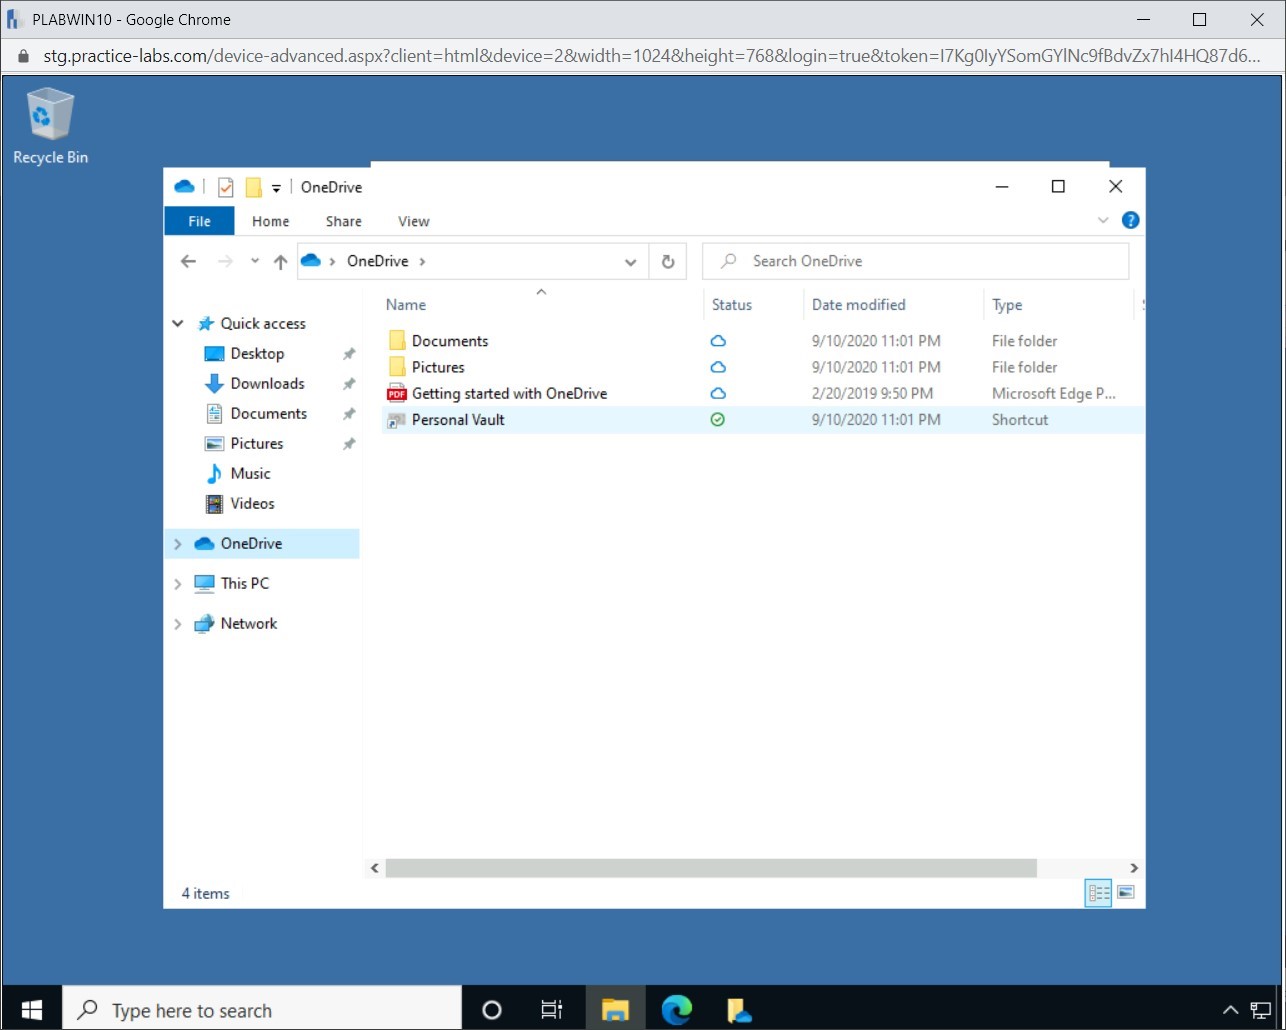 PLABWIN10 - Google Chrome
stg.practice-labs.com/device-advanced.aspx?client=html&device=2&width=1024&height=768&login=true&token=I7Kg0IyYSomGYlNc9fBdvZx7hI4HQ87d6...
Recycle Bin
OneDrive
File Home Share View
OneDrive
Search OneDrive
Name Status Date modified Type
Quick access
Desktop
Downloads
Documents
Pictures
Music
Videos
OneDrive
This PC
Network
Documents 9/10/2020 11:01 PM File folder
Pictures 9/10/2020 11:01 PM File folder
PDF Getting started with OneDrive 2/20/2019 9:50 PM Microsoft Edge P...
Personal Vault 9/10/2020 11:01 PM Shortcut
4 items
Type here to search